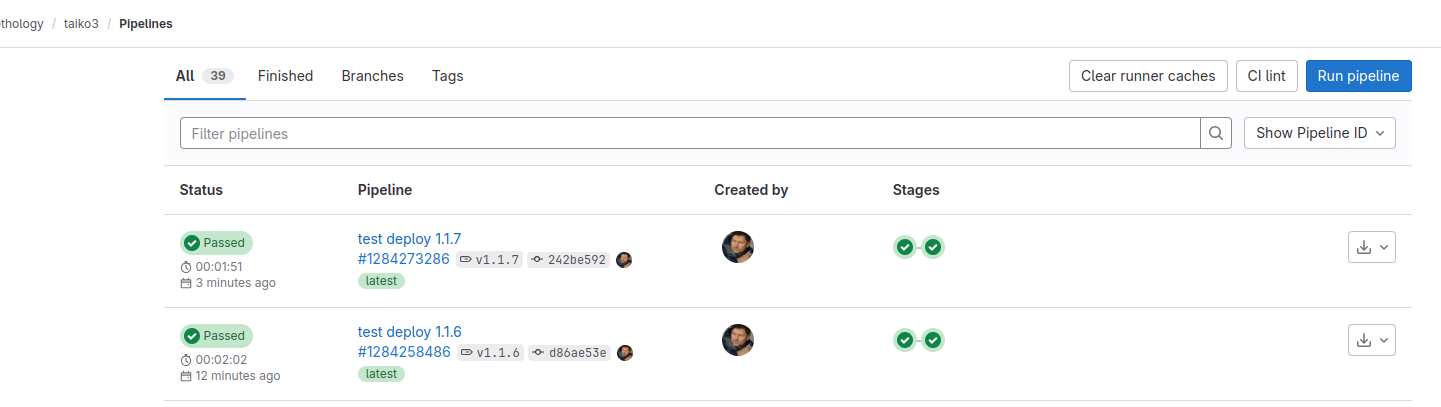 thology / taiko3 / Pipelines
All 39 Finished Branches Tags Clear runner caches CI lint Run pipeline
Filter pipelines Show Pipeline ID
Status Pipeline Created by Stages
Passed test deploy 1.1.7
00:01:51 #1284273286 v1.1.7 242be592
3 minutes ago latest
Passed test deploy 1.1.6
00:02:02 #1284258486 v1.1.6 d86ae53e
12 minutes ago latest